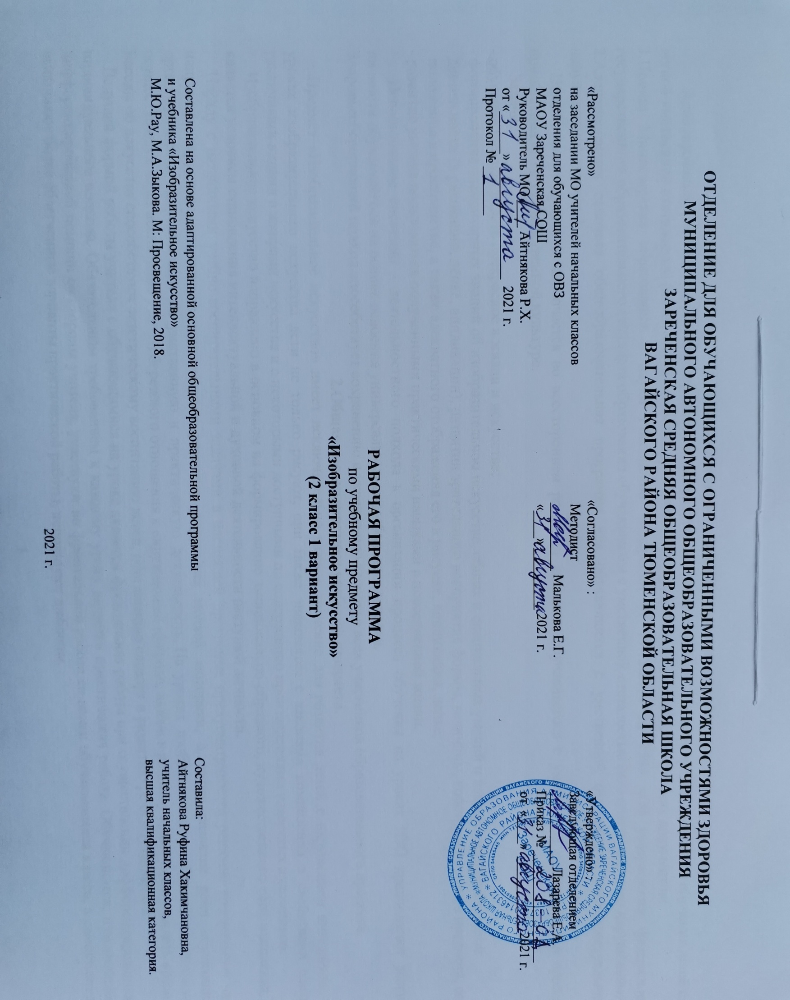 ОТДЕЛЕНИЕ ДЛЯ ОБУЧАЮЩИХСЯ С ОГРАНИЧЕННЫМИ ВОЗМОЖНОСТЯМИ ЗДОРОВЬЯ
МУНИЦИПАЛЬНОГО АВТОНОМНОГО ОБЩЕОБРАЗОВАТЕЛЬНОГО УЧРЕЖДЕНИЯ
ЗАРЕЧЕНСКАЯ СРЕДНЯЯ ОБЩЕОБРАЗОВАТЕЛЬНАЯ ШКОЛА
ВАГАЙСКОГО РАЙОНА ТЮМЕНСКОЙ ОБЛАСТИ
«Рассмотрено»
на заседании МО учителей начальных классов
отделения для обучающихся с ОВЗ
МАОУ Зареченская СОШ
Руководитель МО Айтнякова Р.Х.
от « 31 » августа 2021 г.
Протокол № 1
«Согласовано» :
Методист
Малькова Е.Г.
«31» августа 2021 г.
«Утверждено»
Заведующая отделением
Лазарева Е.А.
Приказ № 208-од
от «31» августа 2021 г.
РАБОЧАЯ ПРОГРАММА
по учебному предмету
«Изобразительное искусство»
(2 класс 1 вариант)
Составлена на основе адаптированной основной общеобразовательной программы
и учебника «Изобразительное искусство»
М.Ю.Рау, М.А.Зыкова. М: Просвещение, 2018.
Составила:
Айтнякова Руфина Хакимчановна,
учитель начальных классов,
высшая квалификационная категория.
2021 г.